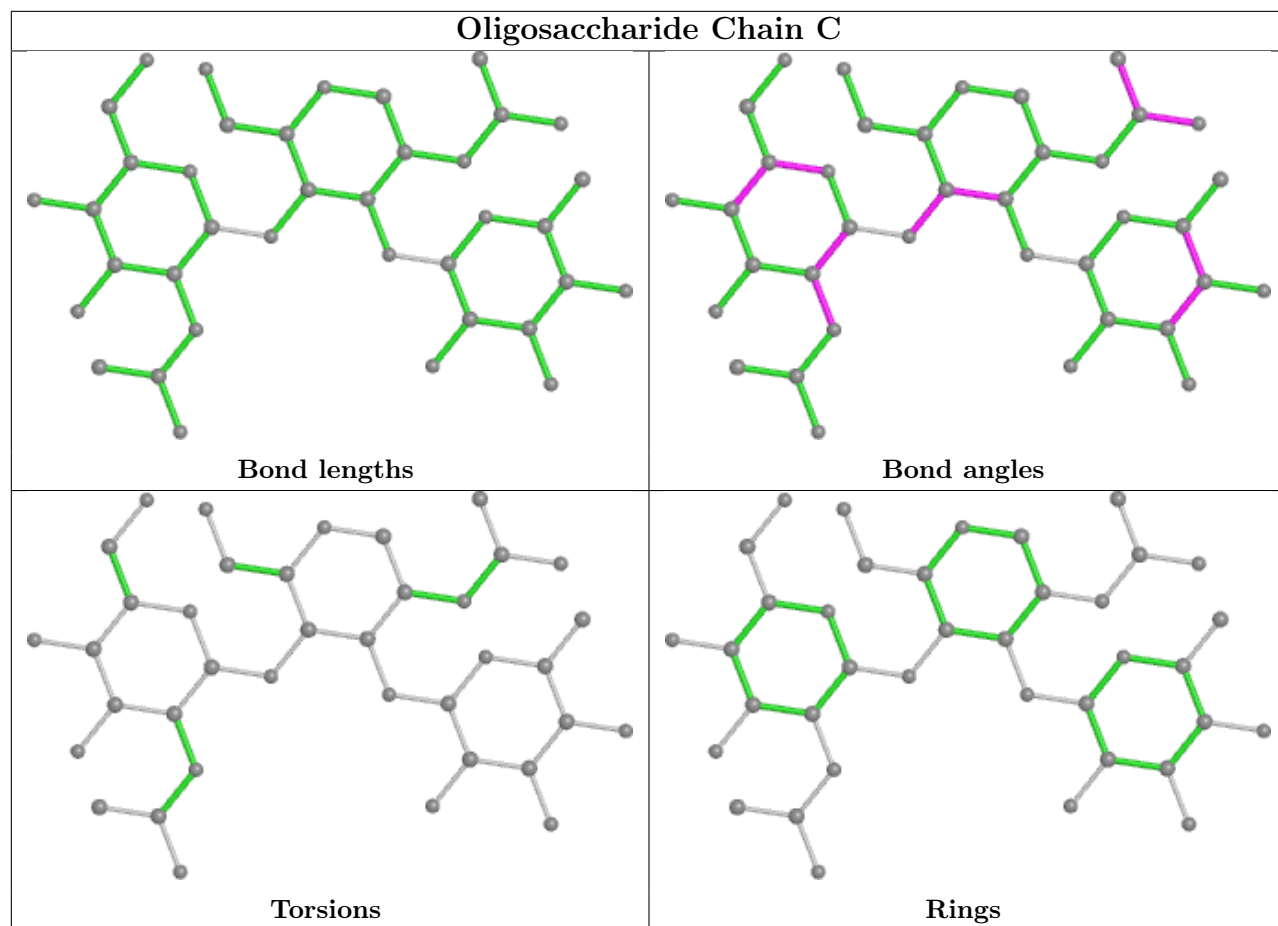 Oligosaccharide Chain C
Bond lengths
Bond angles
Torsions
Rings